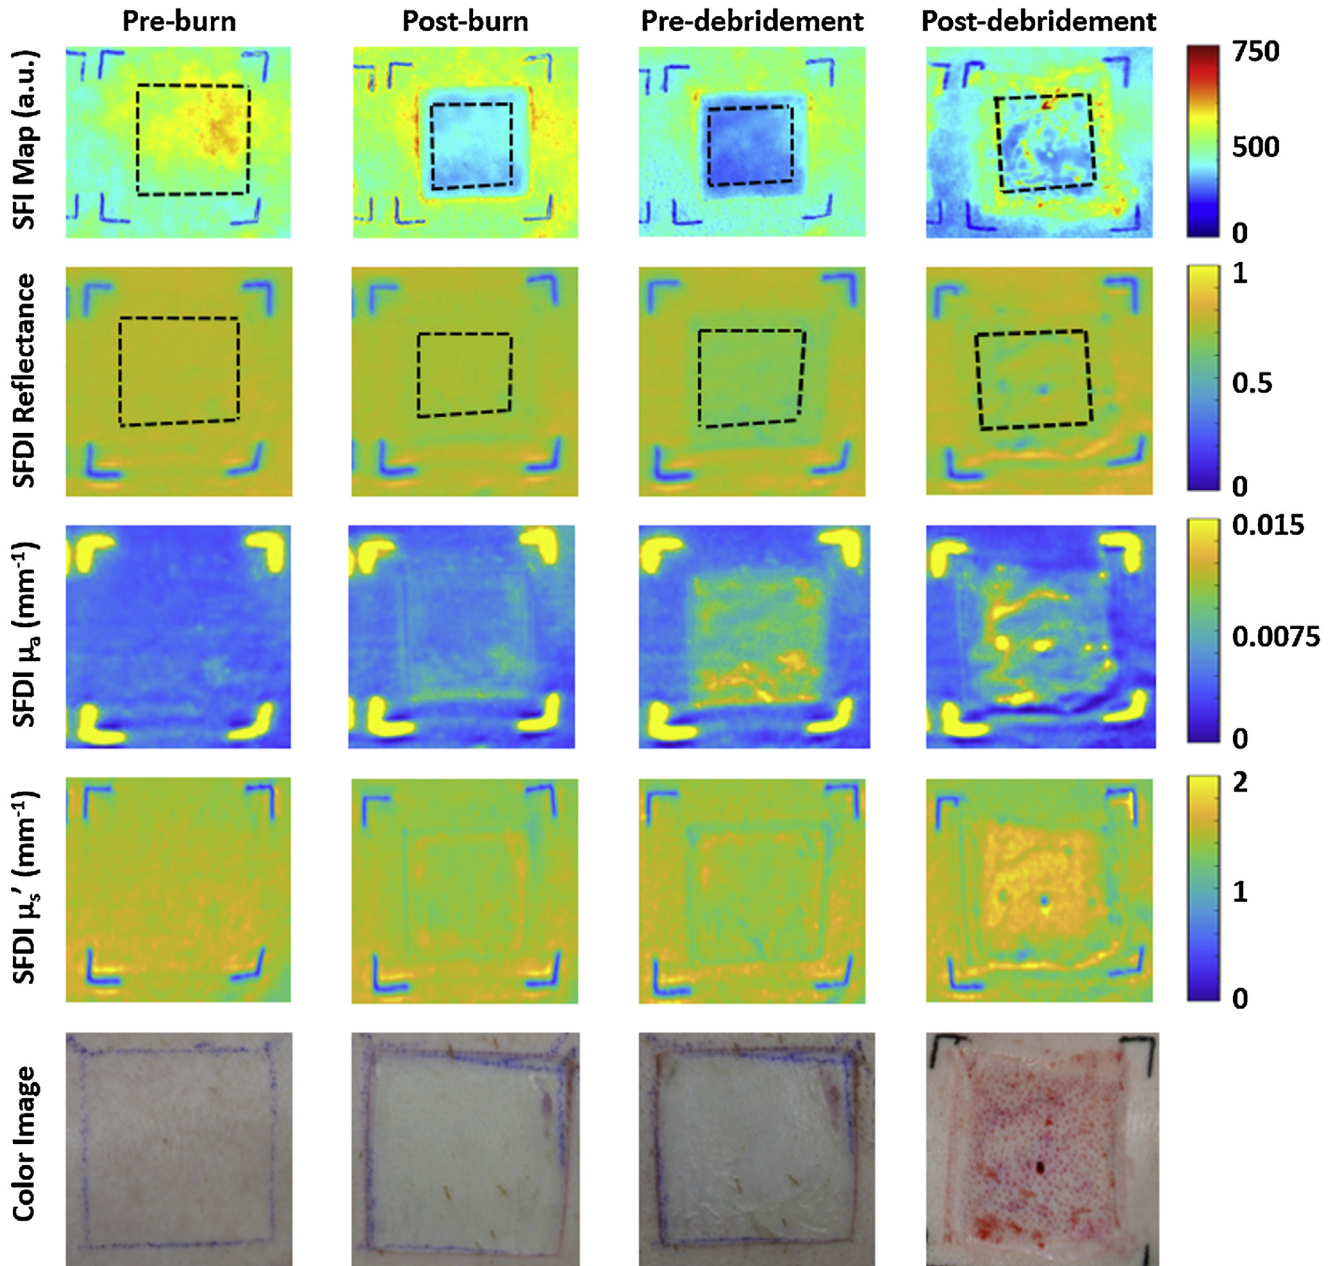 Pre-burn Post-burn Pre-debridement Post-debridement
SFI Map (a.u.)
750
500
0
SFDI Reflectance
1
0.5
0
SFDI μa (mm-1)
0.015
0.0075
0
SFDI μs’ (mm-1)
2
1
0
Color Image